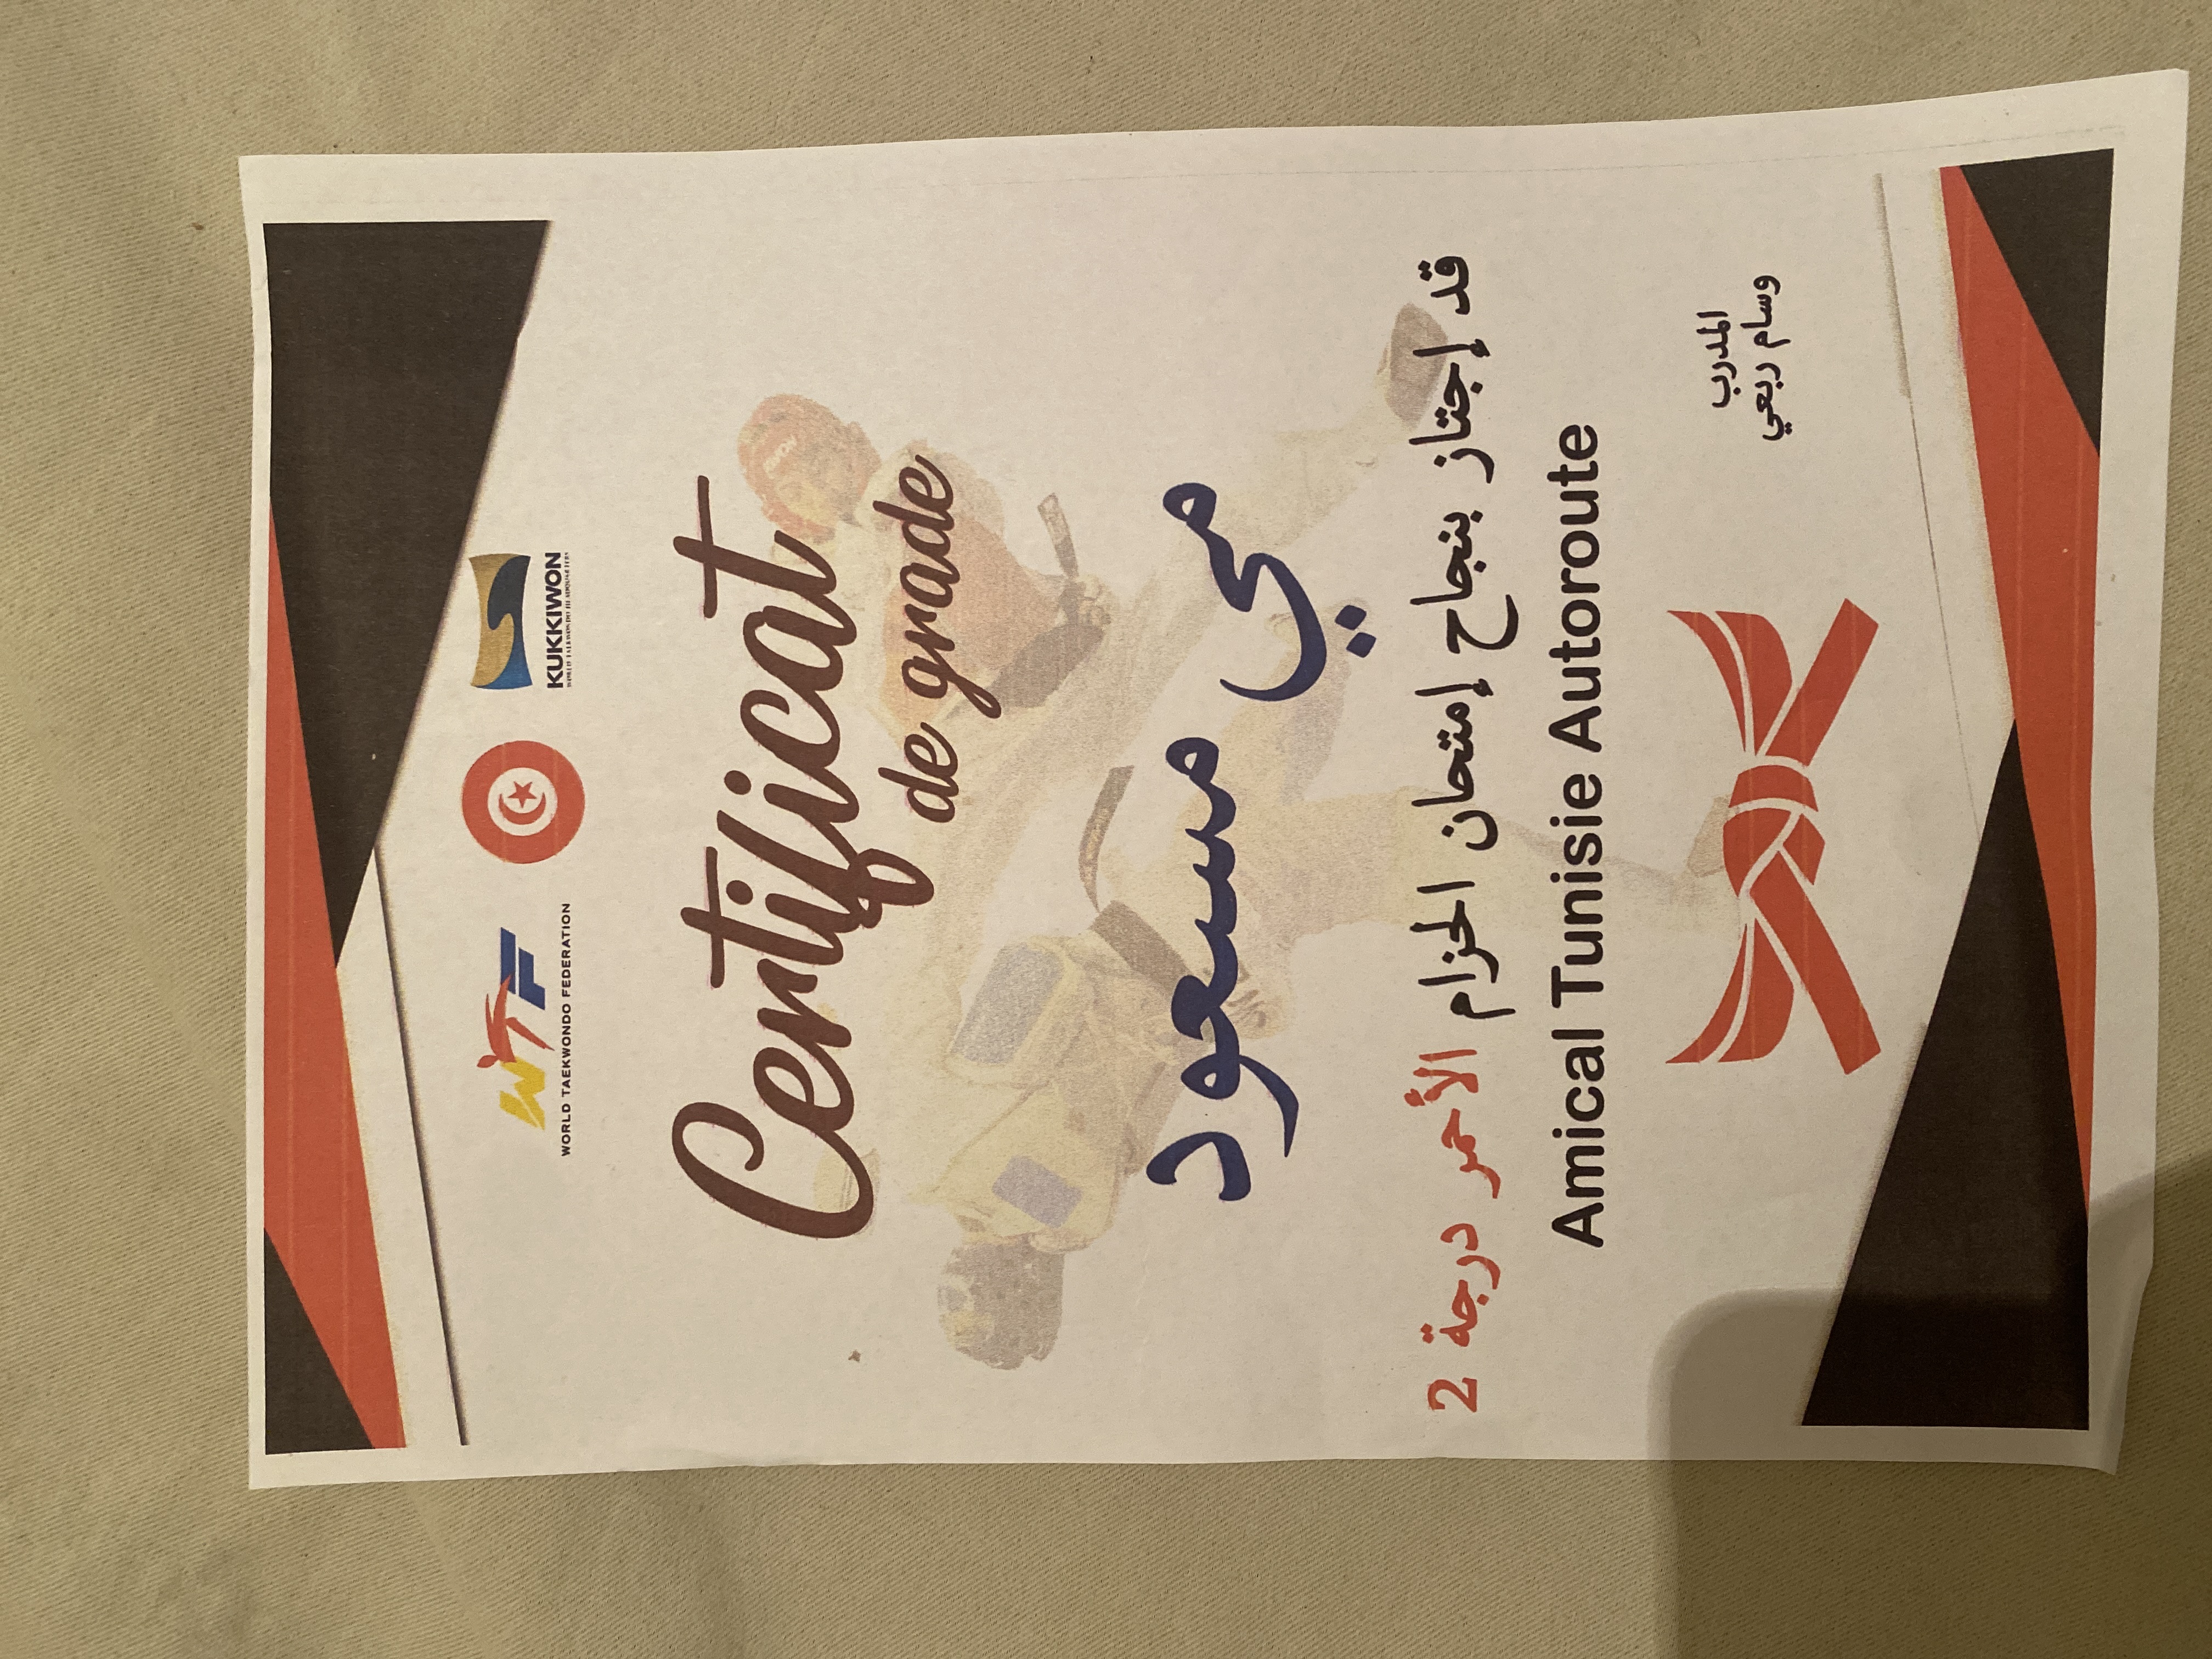 WTF
WORLD TAEKWONDO FEDERATION
KUKKIWON
Certificat
de grade
مي مسعود
قد إجتاز بنجاح إمتحان الحزام الأحمر درجة 2
Amical Tunisie Autoroute
المدرب
وسام ربعي